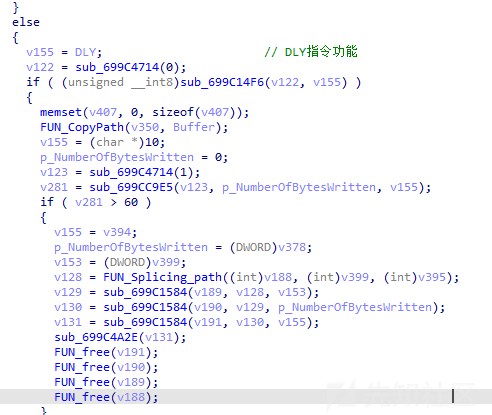 }
else
{
v155 = DLY; // DLY指令功能
v122 = sub_699C4714(0);
if ( (unsigned __int8)sub_699C14F6(v122, v155) )
{
memset(v407, 0, sizeof(v407));
FUN_CopyPath(v350, Buffer);
v155 = (char *)10;
p_NumberOfBytesWritten = 0;
v123 = sub_699C4714(1);
v281 = sub_699CC9E5(v123, p_NumberOfBytesWritten, v155);
if ( v281 > 60 )
{
v155 = v394;
p_NumberOfBytesWritten = (DWORD)v378;
v153 = (DWORD)v399;
v128 = FUN_Splicing_path((int)v188, (int)v399, (int)v395);
v129 = sub_699C1584(v189, v128, v153);
v130 = sub_699C1584(v190, v129, p_NumberOfBytesWritten);
v131 = sub_699C1584(v191, v130, v155);
sub_699C4A2E(v131);
FUN_free(v191);
FUN_free(v190);
FUN_free(v189);
FUN_free(v188);
}